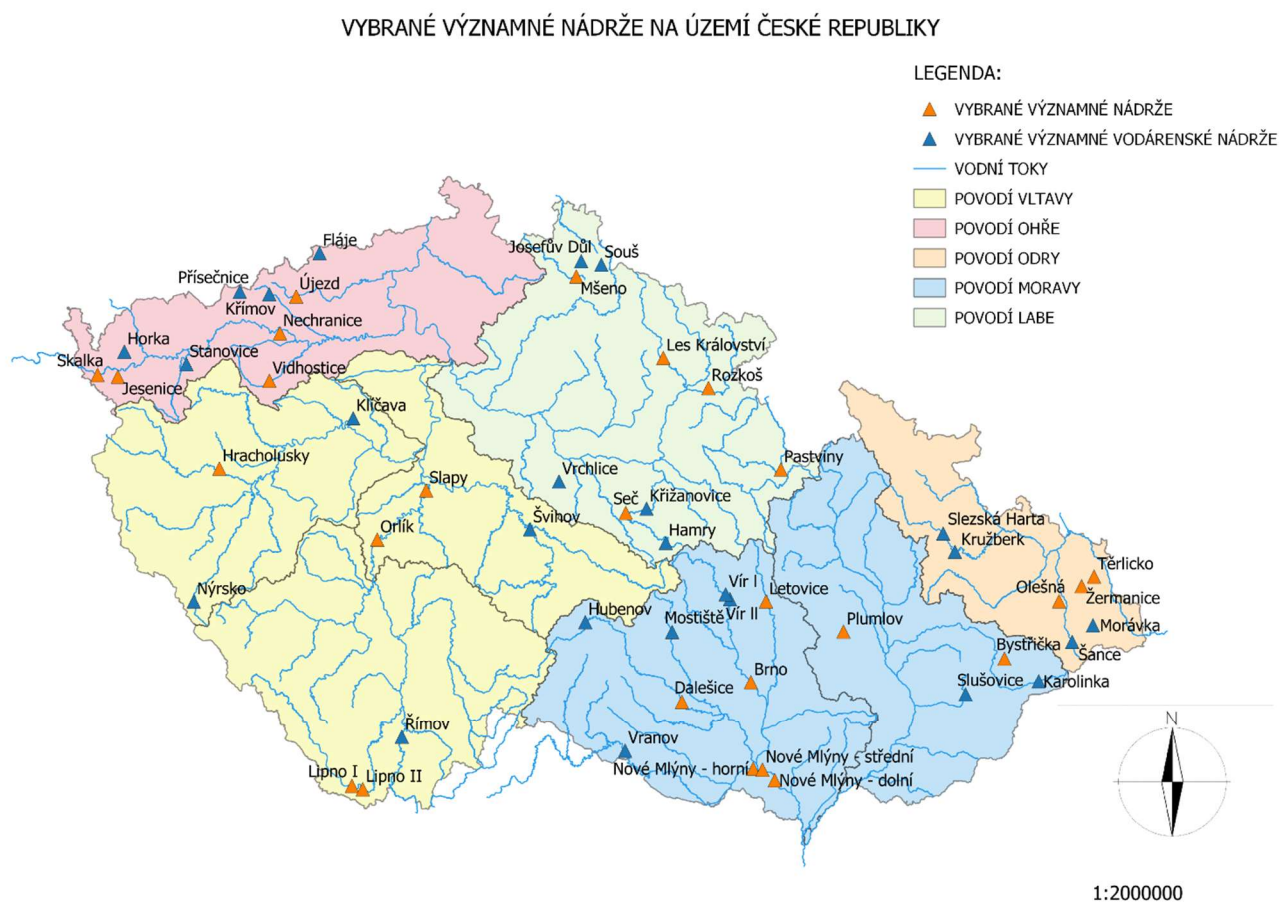 VYBRANÉ VÝZNAMNÉ NÁDRŽE NA ÚZEMÍ ČESKÉ REPUBLIKY
LEGENDA:
VYBRANÉ VÝZNAMNÉ NÁDRŽE
VYBRANÉ VÝZNAMNÉ VODÁRENSKÉ NÁDRŽE
VODNÍ TOKY
POVODÍ VLTAVY
POVODÍ OHŘE
POVODÍ ODRY
POVODÍ MORAVY
POVODÍ LABE
Fláje
Josefův Důl
Souš
Přísečnice
Újezd
Mšeno
Křímov
Nechranice
Horka
Stanovice
Les Království
Skalka
Jesenice
Vidhostice
Rozkoš
Klíčava
Hracholusky
Pastviny
Slapy
Vrchlice
Seč
Křižanovice
Orlík
Švihov
Hamry
Slezská Harta
Kružberk
Těrlicko
Nýrsko
Vír I
Letovice
Olešná
Žermanice
Hubenov
Mostiště
Vír II
Plumlov
Morávka
Bystřička
Šance
Brno
Dalešice
Slušovice
Karolinka
Římov
Vranov
Nové Mlýny - střední
Nové Mlýny - horní
Nové Mlýny - dolní
Lipno I
Lipno II
N
1:2000000